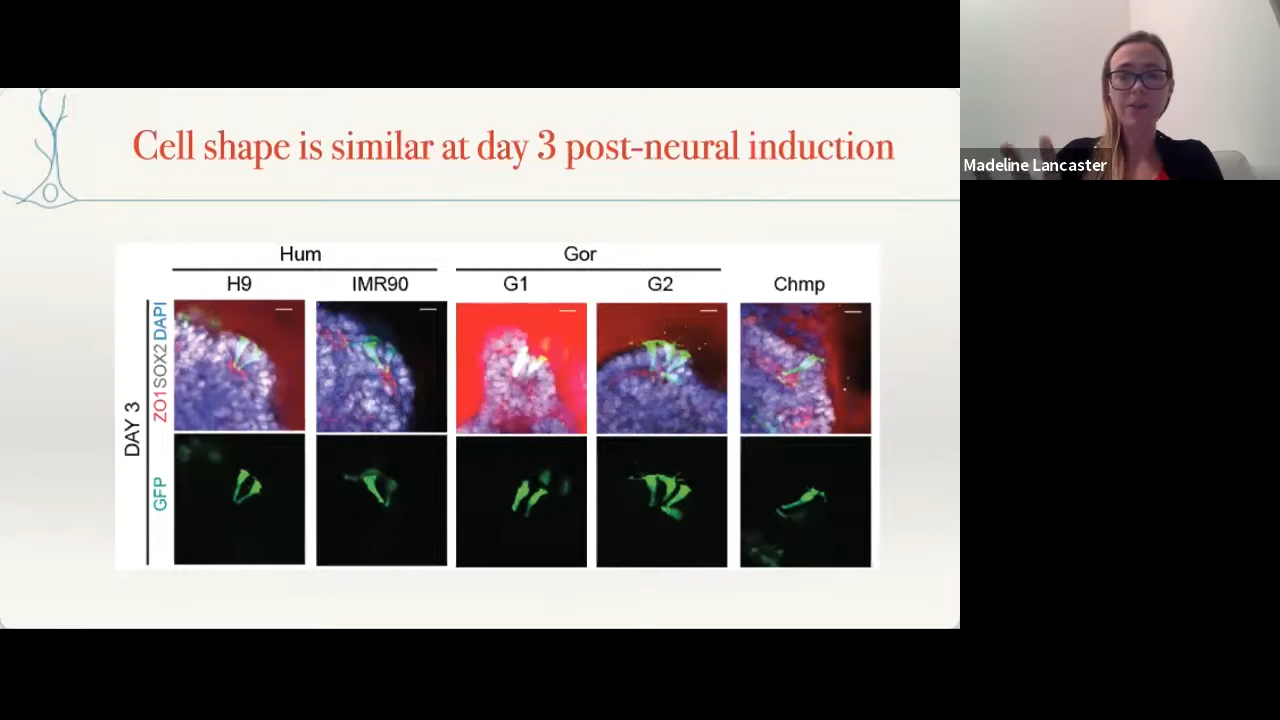 Cell shape is similar at day 3 post-neural induction
Madeline Lancaster
Hum Gor
H9 IMR90 G1 G2 Chmp
DAY 3
ZO1 SOX2 DAPI
GFP